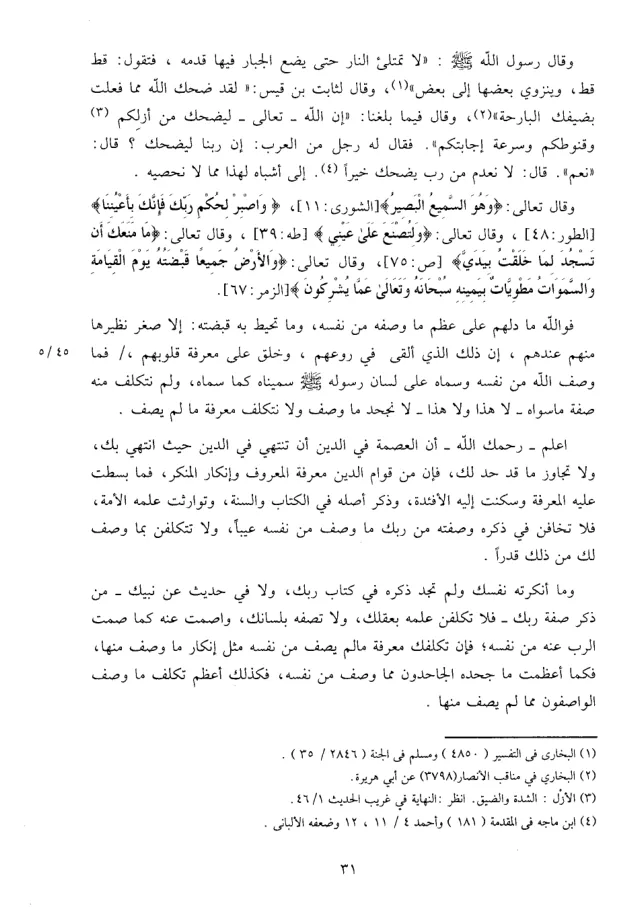 وقال رسول الله ﷺ : «لا تمتلئ النار حتى يضع الجبار فيها قدمه ، فتقول: قط
قط، وينزوي بعضها إلى بعض»(١)، وقال لثابت بن قيس:« لقد ضحك الله مما فعلت
بضيفك البارحة»(٢)، وقال فيما بلغنا: «إن الله ـ تعالى ـ ليضحك من أزلكم (٣)
وقنوطكم وسرعة إجابتكم». فقال له رجل من العرب: إن ربنا ليضحك ؟ قال:
«نعم». قال: لا نعدم من رب يضحك خيراً (٤). إلى أشباه لهذا مما لا نحصيه .
وقال تعالى:﴿وَهُوَ السَّمِيعُ الْبَصِيرُ﴾[الشورى:١١]، ﴿ وَاصْبِرْ لِحُكْمِ رَبِّكَ فَإِنَّكَ بِأَعْيُنِنَا﴾
[الطور:٤٨] ، وقال تعالى:﴿وَلِتُصْنَعَ عَلَىٰ عَيْنِي ﴾ [طه:٣٩] ، وقال تعالى:﴿مَا مَنَعَكَ أَن
تَسْجُدَ لِمَا خَلَقْتُ بِيَدَيَّ﴾ [ص:٧٥]، وقال تعالى:﴿وَالأَرْضُ جَمِيعًا قَبْضَتُهُ يَوْمَ الْقِيَامَةِ
وَالسَّمَوَاتُ مَطْوِيَّاتٌ بِيَمِينِهِ سُبْحَانَهُ وَتَعَالَىٰ عَمَّا يُشْرِكُونَ ﴾[الزمر:٦٧].
فوالله ما دلهم على عظم ما وصفه من نفسه، وما تحيط به قبضته: إلا صغر نظيرها
منهم عندهم ، إن ذلك الذي ألقى في روعهم ، وخلق على معرفة قلوبهم ،/ فما
٥/٤٥
وصف الله من نفسه وسماه على لسان رسوله ﷺ سميناه كما سماه، ولم نتكلف منه
صفة ماسواه ـ لا هذا ولا هذا ـ لا نجحد ما وصف ولا نتكلف معرفة ما لم يصف .
اعلم ـ رحمك الله ـ أن العصمة في الدين أن تنتهي في الدين حيث انتهي بك،
ولا تجاوز ما قد حد لك، فإن من قوام الدين معرفة المعروف وإنكار المنكر، فما بسطت
عليه المعرفة وسكنت إليه الأفئدة، وذكر أصله في الكتاب والسنة، وتوارثت علمه الأمة،
فلا تخافن في ذكره وصفته من ربك ما وصف من نفسه عيباً، ولا تتكلفن بما وصف
لك من ذلك قدراً .
وما أنكرته نفسك ولم تجد ذكره في كتاب ربك، ولا في حديث عن نبيك ـ من
ذكر صفة ربك ـ فلا تكلفن علمه بعقلك، ولا تصفه بلسانك، واصمت عنه كما صمت
الرب عنه من نفسه؛ فإن تكلفك معرفة مالم يصف من نفسه مثل إنكار ما وصف منها،
فكما أعظمت ما جحده الجاحدون مما وصف من نفسه، فكذلك أعظم تكلف ما وصف
الواصفون مما لم يصف منها .
(١) البخارى فى التفسير ( ٤٨٥٠ ) ومسلم فى الجنة ( ٢٨٤٦ / ٣٥ ) .
(٢) البخاري في مناقب الأنصار(٣٧٩٨) عن أبي هريرة.
(٣) الأزْل : الشدة والضيق. انظر :النهاية في غريب الحديث ٤٦/١ .
(٤) ابن ماجه فى المقدمة ( ١٨١ ) وأحمد ٤ / ١١ ، ١٢ وضعفه الألبانى .
٣١